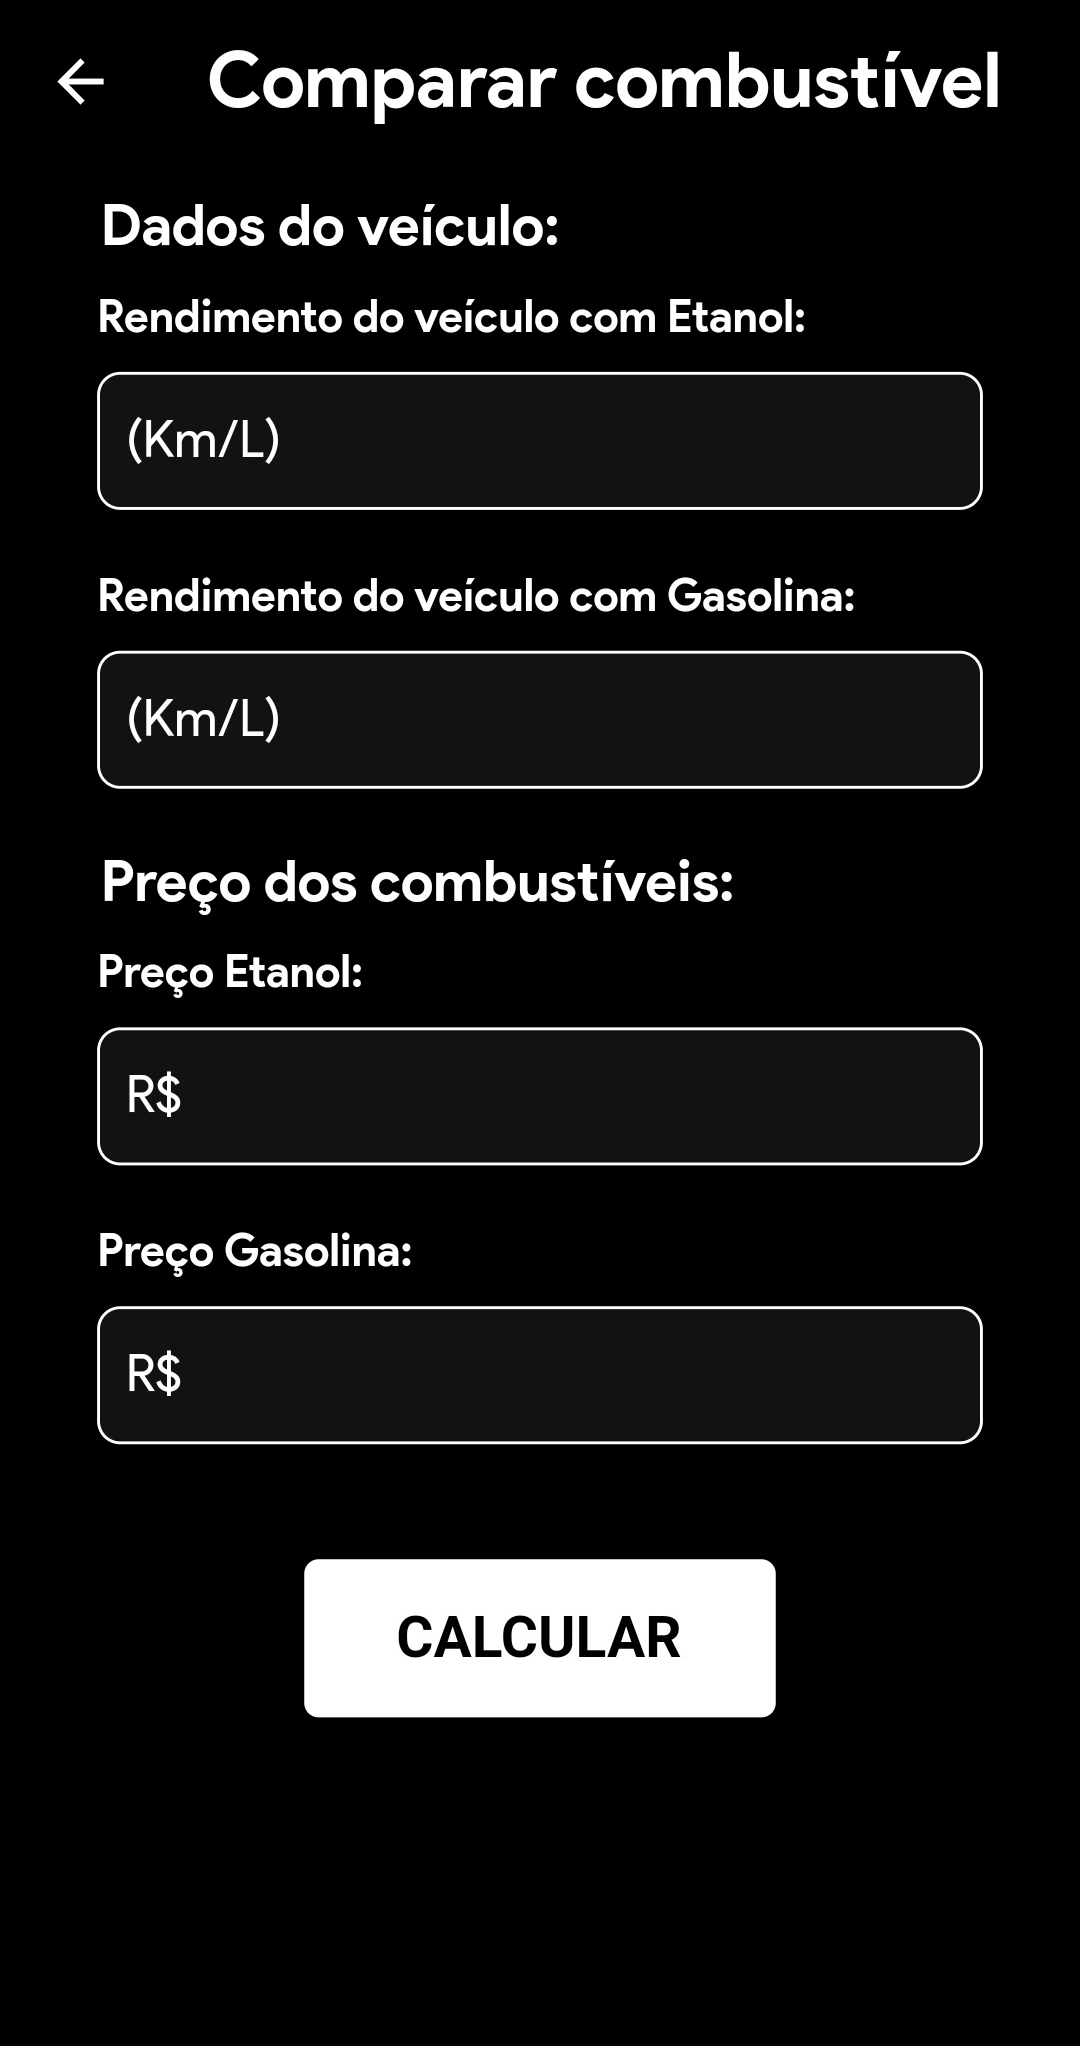 Comparar combustível
Dados do veículo:
Rendimento do veículo com Etanol:
(Km/L)
Rendimento do veículo com Gasolina:
(Km/L)
Preço dos combustíveis:
Preço Etanol:
R$
Preço Gasolina:
R$
CALCULAR